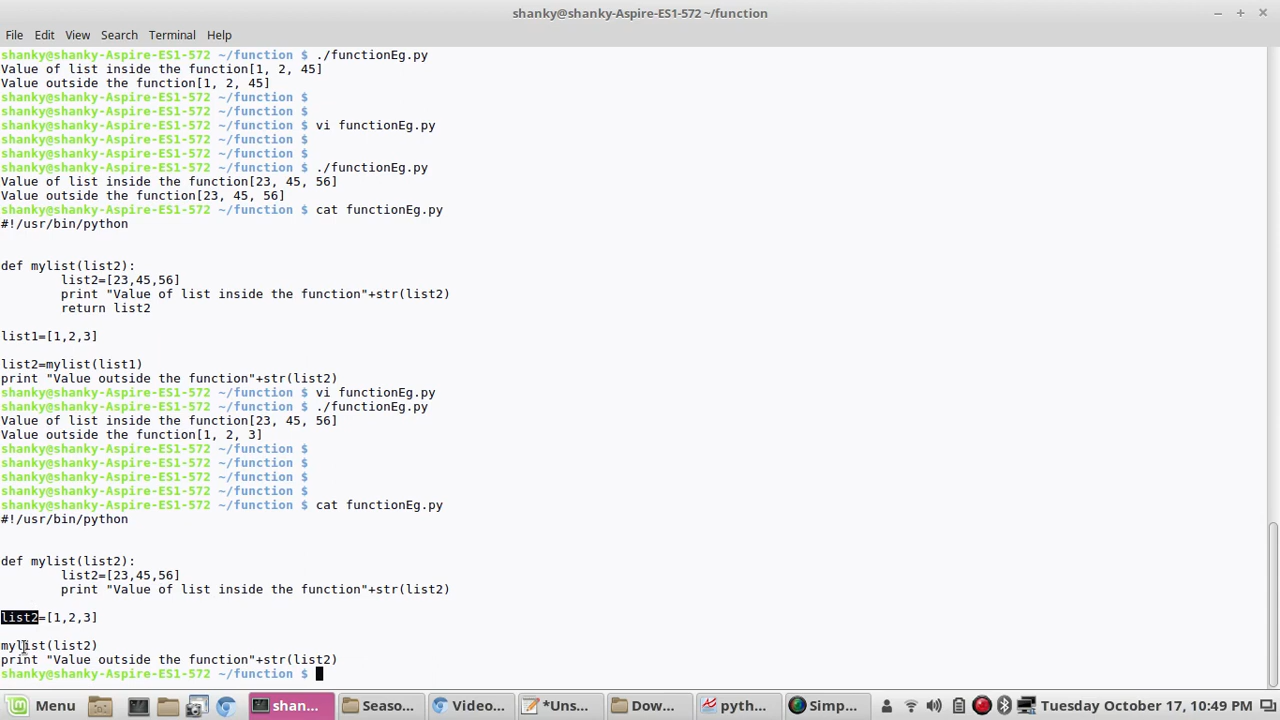 shanky@shanky-Aspire-ES1-572 ~/function
File Edit View Search Terminal Help
shanky@shanky-Aspire-ES1-572 ~/function $ ./functionEg.py
Value of list inside the function[1, 2, 45]
Value outside the function[1, 2, 45]
shanky@shanky-Aspire-ES1-572 ~/function $
shanky@shanky-Aspire-ES1-572 ~/function $
shanky@shanky-Aspire-ES1-572 ~/function $ vi functionEg.py
shanky@shanky-Aspire-ES1-572 ~/function $
shanky@shanky-Aspire-ES1-572 ~/function $
shanky@shanky-Aspire-ES1-572 ~/function $ ./functionEg.py
Value of list inside the function[23, 45, 56]
Value outside the function[23, 45, 56]
shanky@shanky-Aspire-ES1-572 ~/function $ cat functionEg.py
#!/usr/bin/python
def mylist(list2):
list2=[23,45,56]
print "Value of list inside the function"+str(list2)
return list2
list1=[1,2,3]
list2=mylist(list1)
print "Value outside the function"+str(list2)
shanky@shanky-Aspire-ES1-572 ~/function $ vi functionEg.py
shanky@shanky-Aspire-ES1-572 ~/function $ ./functionEg.py
Value of list inside the function[23, 45, 56]
Value outside the function[1, 2, 3]
shanky@shanky-Aspire-ES1-572 ~/function $
shanky@shanky-Aspire-ES1-572 ~/function $
shanky@shanky-Aspire-ES1-572 ~/function $
shanky@shanky-Aspire-ES1-572 ~/function $
shanky@shanky-Aspire-ES1-572 ~/function $ cat functionEg.py
#!/usr/bin/python
def mylist(list2):
list2=[23,45,56]
print "Value of list inside the function"+str(list2)
list2=[1,2,3]
mylist(list2)
print "Value outside the function"+str(list2)
shanky@shanky-Aspire-ES1-572 ~/function $
Menu shan... Seaso... Video... *Uns... Dow... pyth... Simp... Tuesday October 17, 10:49 PM